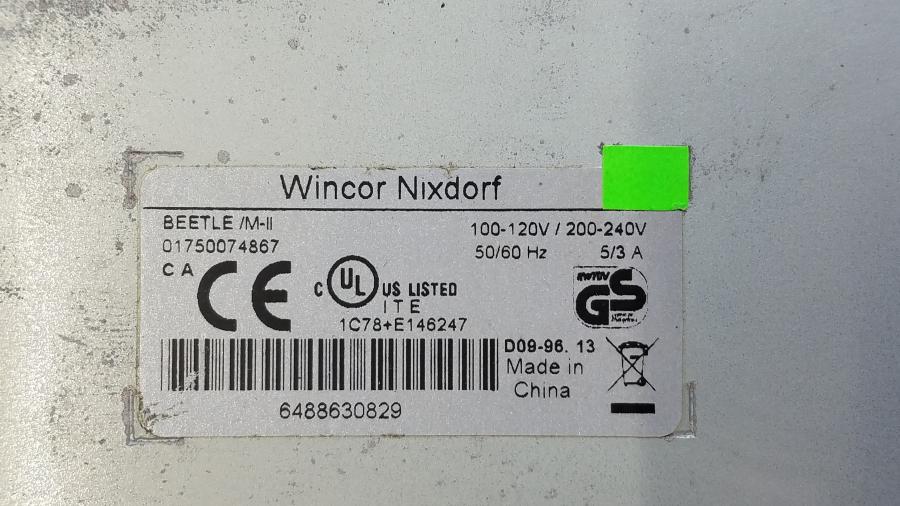 Wincor Nixdorf
BEETLE /M-II
100-120V / 200-240V
01750074867
50/60 Hz 5/3 A
C A
CE
C UL US LISTED
I T E
1C78+E146247
GS
D09-96. 13
Made in
China
6488630829